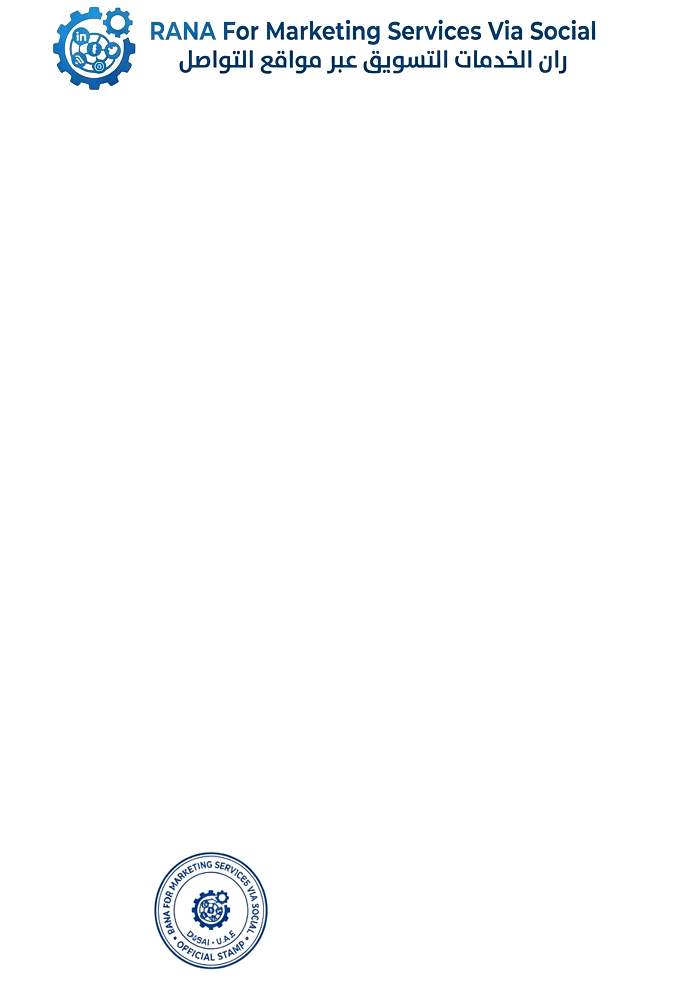 RANA For Marketing Services Via Social
ران الخدمات التسويق عبر مواقع التواصل
in
RANA FOR MARKETING SERVICES VIA SOCIAL
DUBAI • U.A.E
• OFFICIAL STAMP •